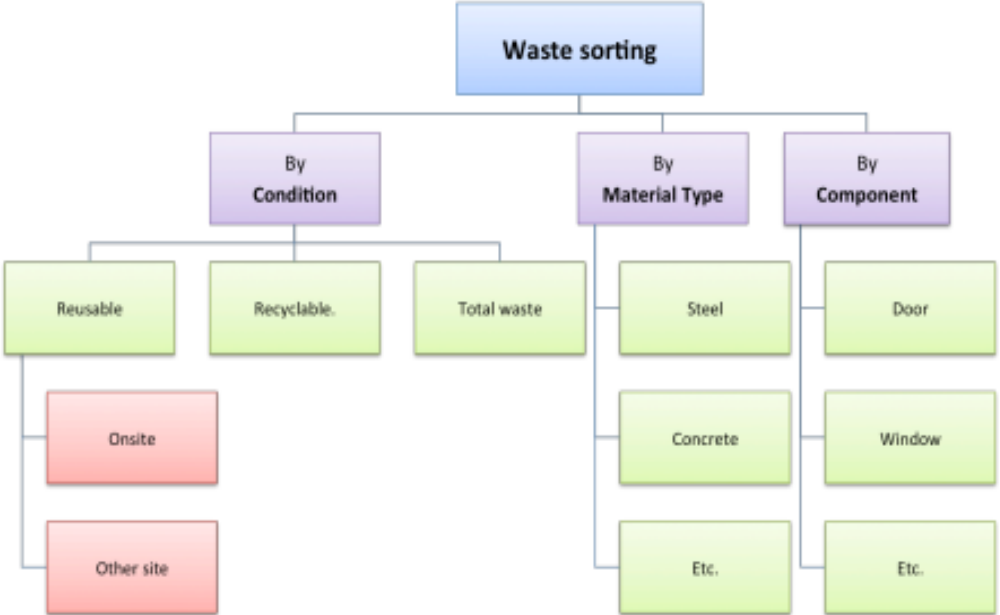 Waste sorting
By
Condition
By
Material Type
By
Component
Reusable
Recyclable.
Total waste
Steel
Door
Onsite
Concrete
Window
Other site
Etc.
Etc.